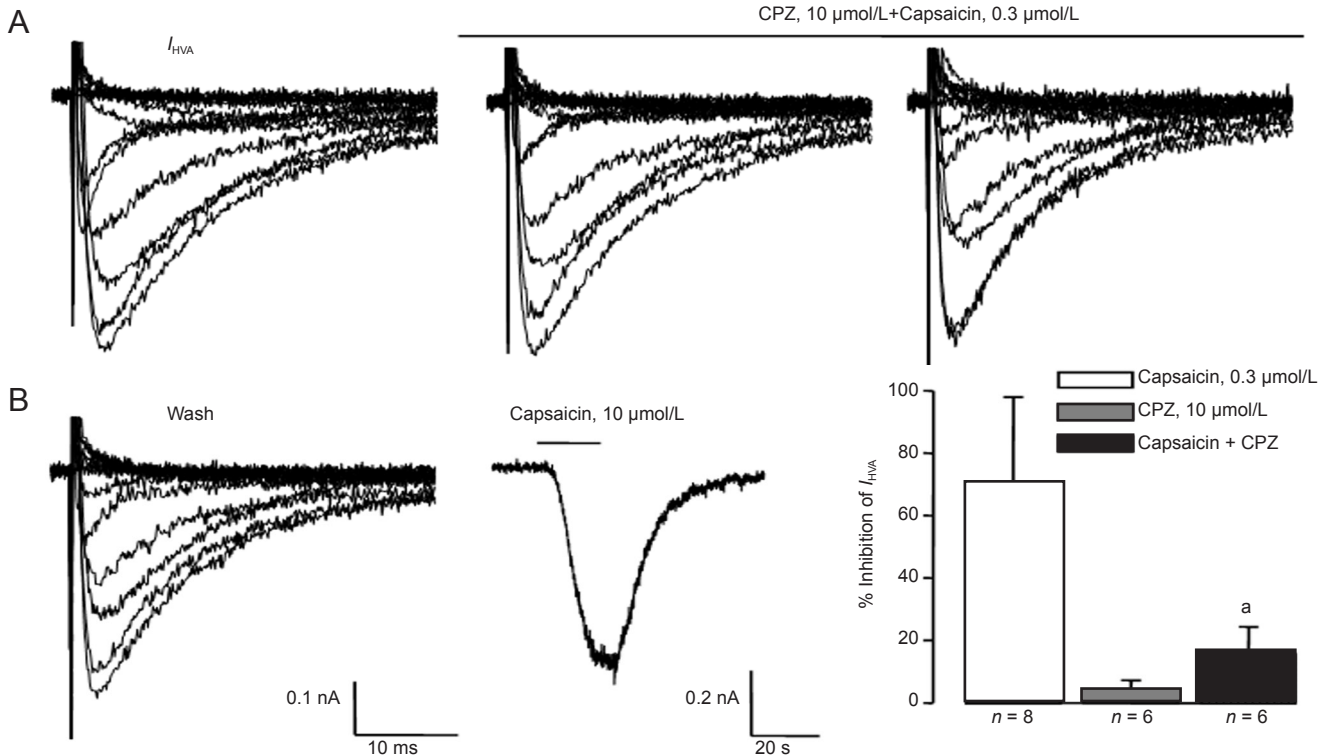 A
I HVA
CPZ, 10 µmol/L+Capsaicin, 0.3 µmol/L
B
Wash
Capsaicin, 10 µmol/L
0.1 nA
10 ms
0.2 nA
20 s
% Inhibition of I HVA
100
80
60
40
20
0
Capsaicin, 0.3 µmol/L
CPZ, 10 µmol/L
Capsaicin + CPZ
a
n = 8
n = 6
n = 6